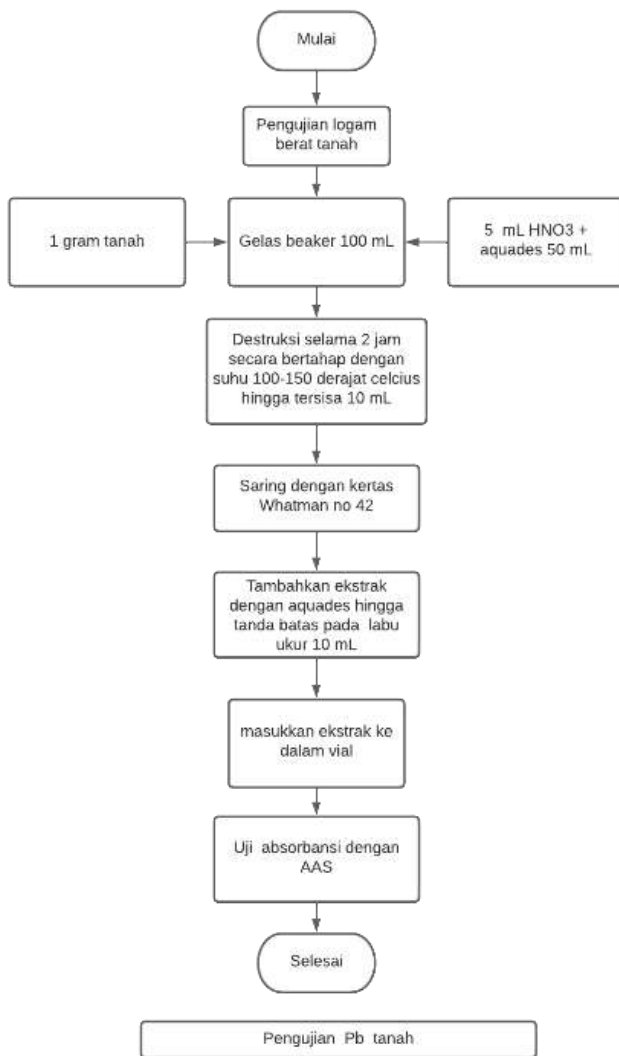 Mulai
Pengujian logam
berat tanah
1 gram tanah
Gelas beaker 100 mL
5 mL HNO3 +
aquades 50 mL
Destruksi selama 2 jam
secara bertahap dengan
suhu 100-150 derajat celcius
hingga tersisa 10 mL
Saring dengan kertas
Whatman no 42
Tambahkan ekstrak
dengan aquades hingga
tanda batas pada labu
ukur 10 mL
masukkan ekstrak ke
dalam vial
Uji absorbansi dengan
AAS
Selesai
Pengujian Pb tanah